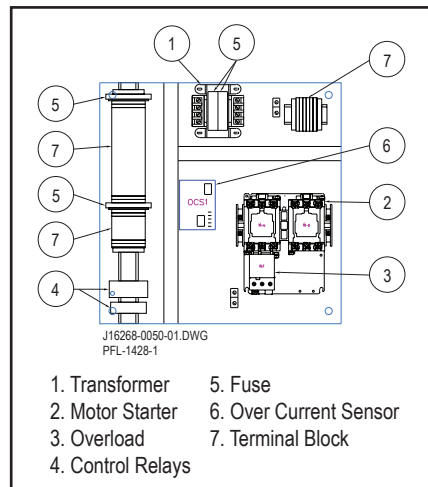 1
5
7
5
7
5
7
4
6
2
3
OCS1
J16268-0050-01.DWG
PFL-1428-1
1. Transformer
2. Motor Starter
3. Overload
4. Control Relays
5. Fuse
6. Over Current Sensor
7. Terminal Block